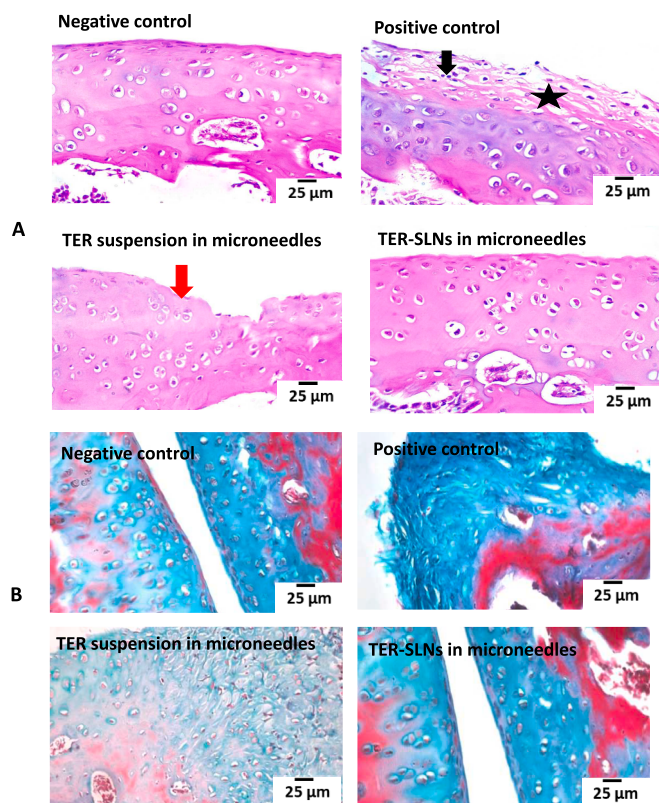 Negative control
Positive control
25 µm
25 µm
A
TER suspension in microneedles
TER-SLNs in microneedles
25 µm
25 µm
Negative control
Positive control
25 µm
25 µm
B
TER suspension in microneedles
TER-SLNs in microneedles
25 µm
25 µm